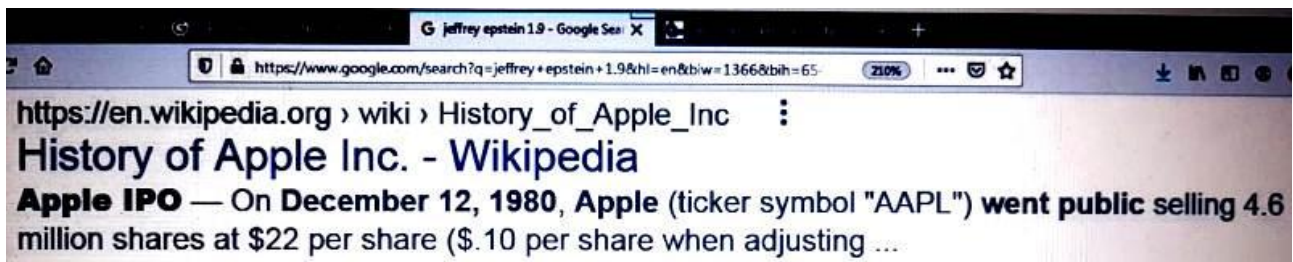 G jeffrey epstein 1.9 - Google Sea X +
https://www.google.com/search?q=jeffrey+epstein+1.9&hl=en&biw=1366&bih=65 210% ...
https://en.wikipedia.org › wiki › History_of_Apple_Inc ⋮
History of Apple Inc. - Wikipedia
Apple IPO — On December 12, 1980, Apple (ticker symbol "AAPL") went public selling 4.6
million shares at $22 per share ($.10 per share when adjusting ...